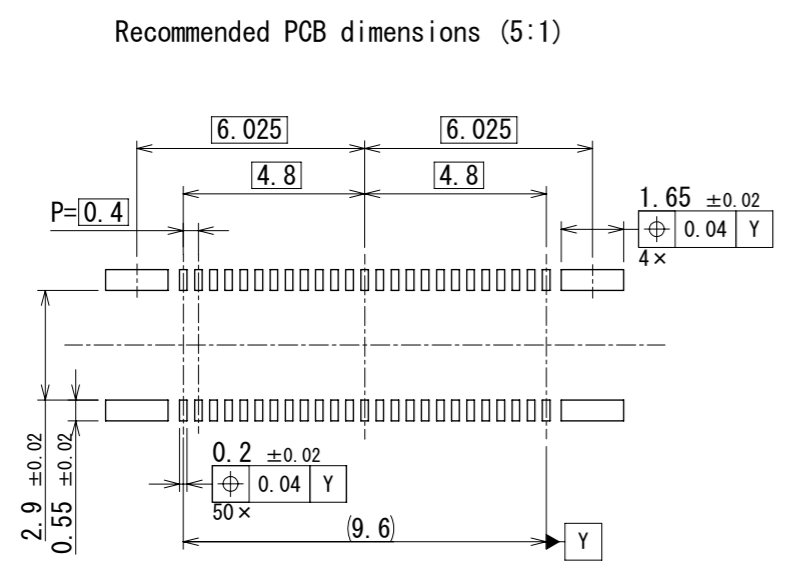 Recommended PCB dimensions (5:1)
6.025
6.025
4.8
4.8
P=0.4
1.65 ±0.02
⌖ 0.04 Y
4×
2.9 ±0.02
0.55 ±0.02
0.2 ±0.02
⌖ 0.04 Y
50×
(9.6)
Y